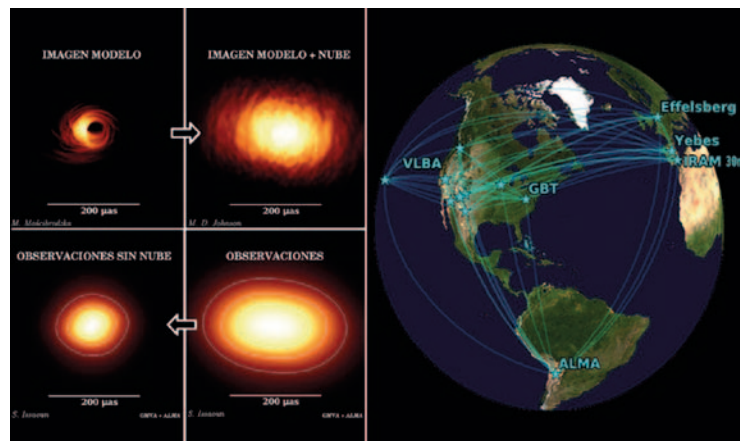 IMAGEN MODELO
200 μas
IMAGEN MODELO + NUBE
200 μas
M. D. Johnson
OBSERVACIONES SIN NUBE
200 μas
S. Issaoun
GMVA + ALMA
OBSERVACIONES
200 μas
S. Issaoun
GMVA + ALMA
Effelsberg
Yebes
IRAM 30m
VLBA
GBT
ALMA